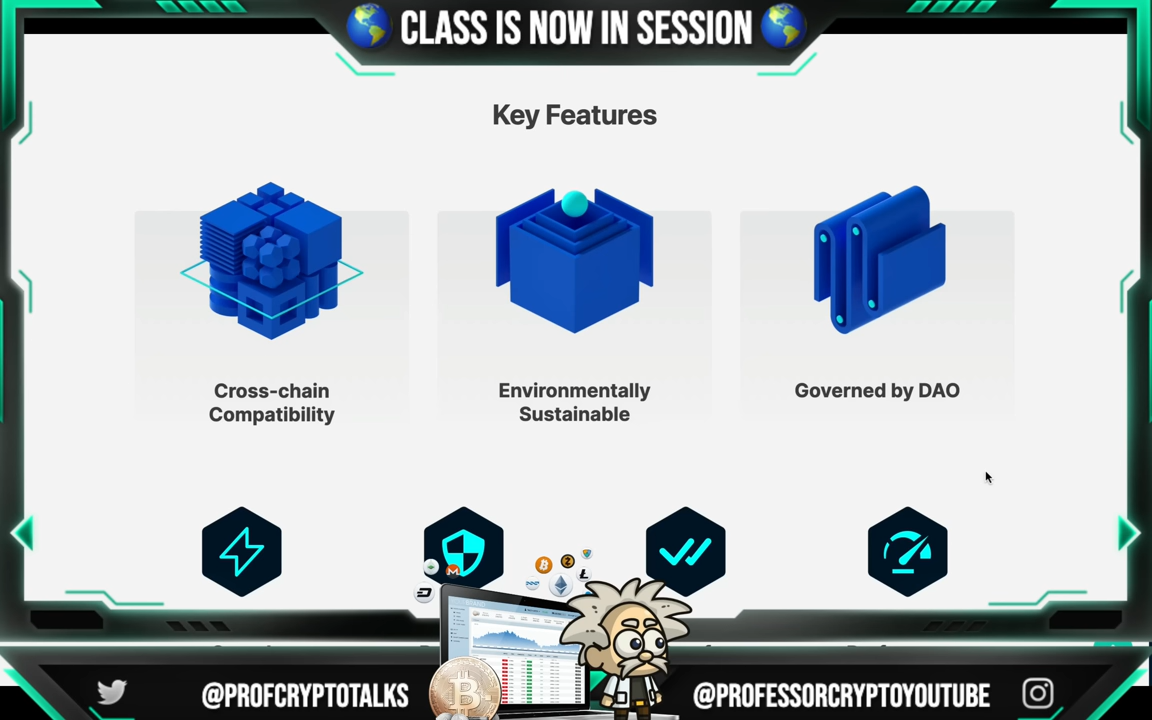 CLASS IS NOW IN SESSION
Key Features
Cross-chain
Compatibility
Environmentally
Sustainable
Governed by DAO
@PROFCRYPTOTALKS
@PROFESSORCRYPTOYOUTUBE